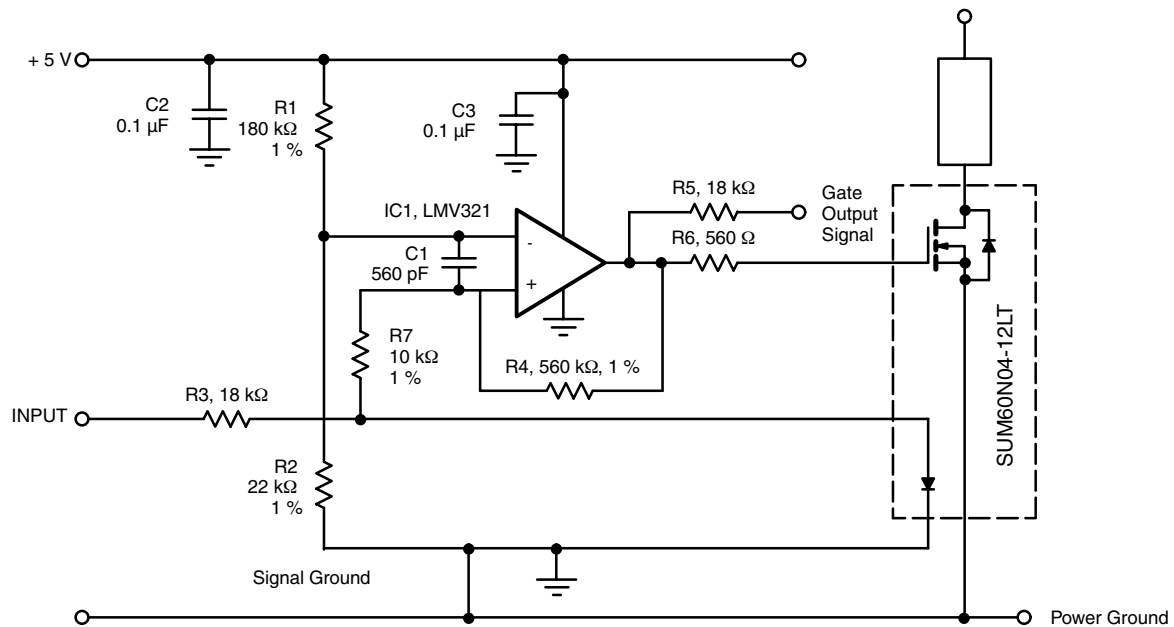 + 5 V
C2
0.1 µF
R1
180 kΩ
1 %
C3
0.1 µF
IC1, LMV321
R5, 18 kΩ
Gate
Output
Signal
R6, 560 Ω
C1
560 pF
-
+
R7
10 kΩ
1 %
R4, 560 kΩ, 1 %
R3, 18 kΩ
INPUT
SUM60N04-12LT
R2
22 kΩ
1 %
Signal Ground
Power Ground